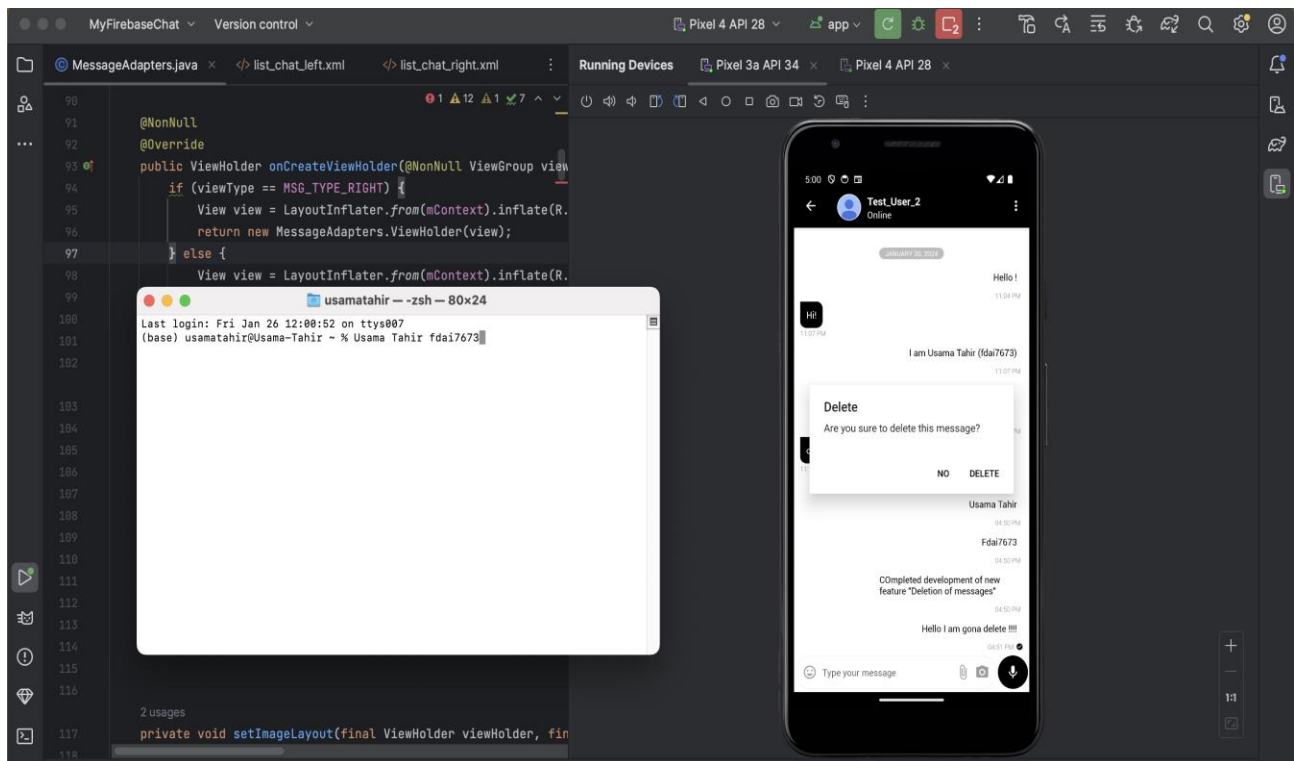 MyFirebaseChat Version control Pixel 4 API 28 app 2
MessageAdapters.java list_chat_left.xml list_chat_right.xml Running Devices Pixel 3a API 34 Pixel 4 API 28
1 12 1 7
90
91 @NonNull
92 @Override
93 public ViewHolder onCreateViewHolder(@NonNull ViewGroup view
94 if (viewType == MSG_TYPE_RIGHT) {
95 View view = LayoutInflater.from(mContext).inflate(R.
96 return new MessageAdapters.ViewHolder(view);
97 } else {
98 View view = LayoutInflater.from(mContext).inflate(R.
99
100
101
102
103
104
105
106
107
108
109
110
111
112
113
114
115
116
2 usages
117 private void setImageLayout(final ViewHolder viewHolder, fin
118
usamatahir — -zsh — 80×24
Last login: Fri Jan 26 12:00:52 on ttys007
(base) usamatahir@Usama-Tahir ~ % Usama Tahir fdai7673
5:00
Test_User_2
Online
JANUARY 20, 2024
Hello !
11:04 PM
Hi!
11:07 PM
I am Usama Tahir (fdai7673)
11:07 PM
Delete
Are you sure to delete this message?
NO DELETE
Usama Tahir
04:50 PM
Fdai7673
04:50 PM
COmpleted development of new
feature "Deletion of messages"
04:50 PM
Hello I am gona delete !!!!
04:51 PM
Type your message
1:1